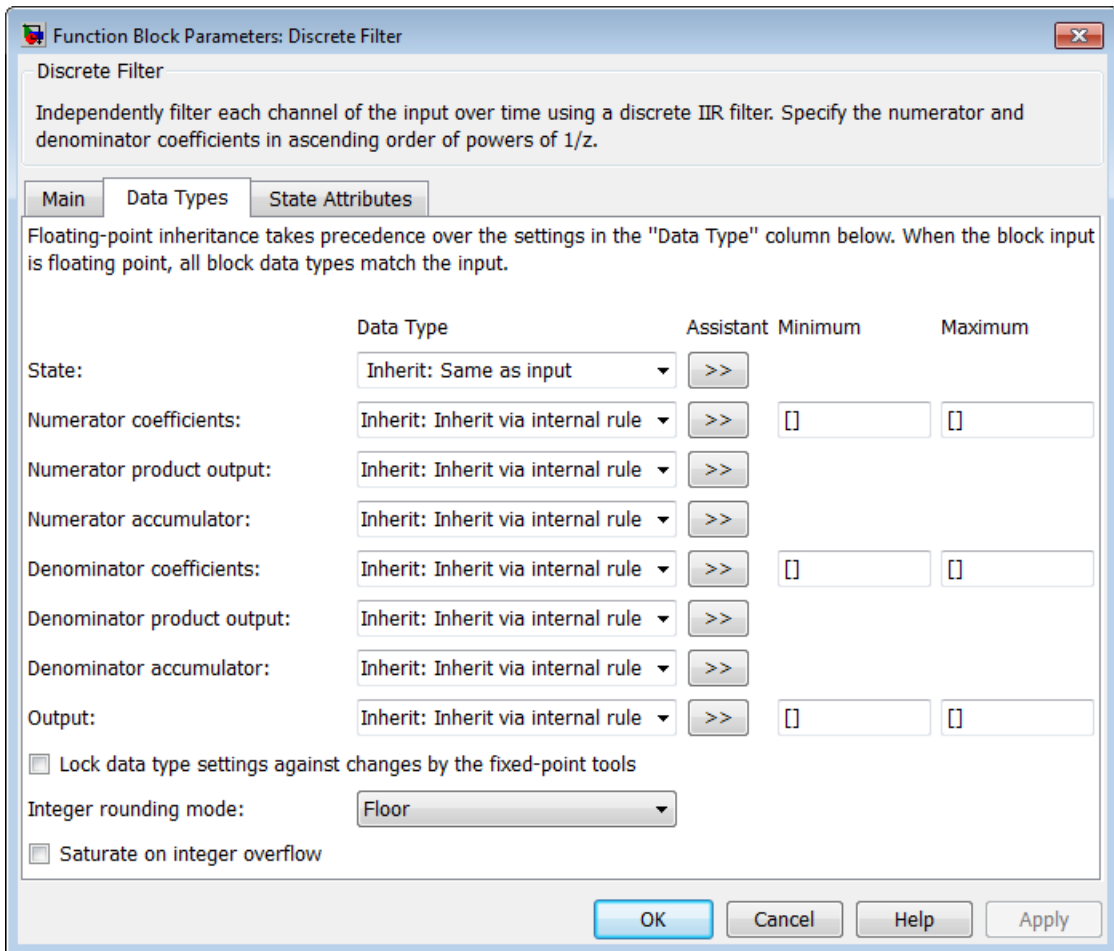 Function Block Parameters: Discrete Filter
Discrete Filter
Independently filter each channel of the input over time using a discrete IIR filter. Specify the numerator and
denominator coefficients in ascending order of powers of 1/z.
Main Data Types State Attributes
Floating-point inheritance takes precedence over the settings in the "Data Type" column below. When the block input
is floating point, all block data types match the input.
Data Type Assistant Minimum Maximum
State: Inherit: Same as input >>
Numerator coefficients: Inherit: Inherit via internal rule >> [] []
Numerator product output: Inherit: Inherit via internal rule >>
Numerator accumulator: Inherit: Inherit via internal rule >>
Denominator coefficients: Inherit: Inherit via internal rule >> [] []
Denominator product output: Inherit: Inherit via internal rule >>
Denominator accumulator: Inherit: Inherit via internal rule >>
Output: Inherit: Inherit via internal rule >> [] []
Lock data type settings against changes by the fixed-point tools
Integer rounding mode: Floor
Saturate on integer overflow
OK Cancel Help Apply